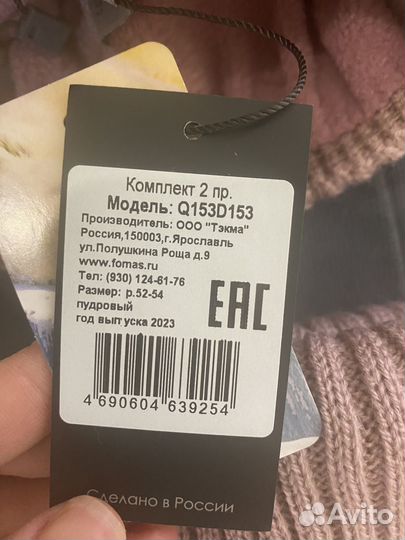 Комплект 2 пр.
Модель: Q153D153
Производитель: ООО "Тэкма"
Россия,150003,г.Ярославль
ул.Полушкина Роща д.9
www.fomas.ru
Тел: (930) 124-61-76
Размер: р.52-54
пудровый
год выпуска 2023
EAC
4 690604 639254
Сделано в России
Avito